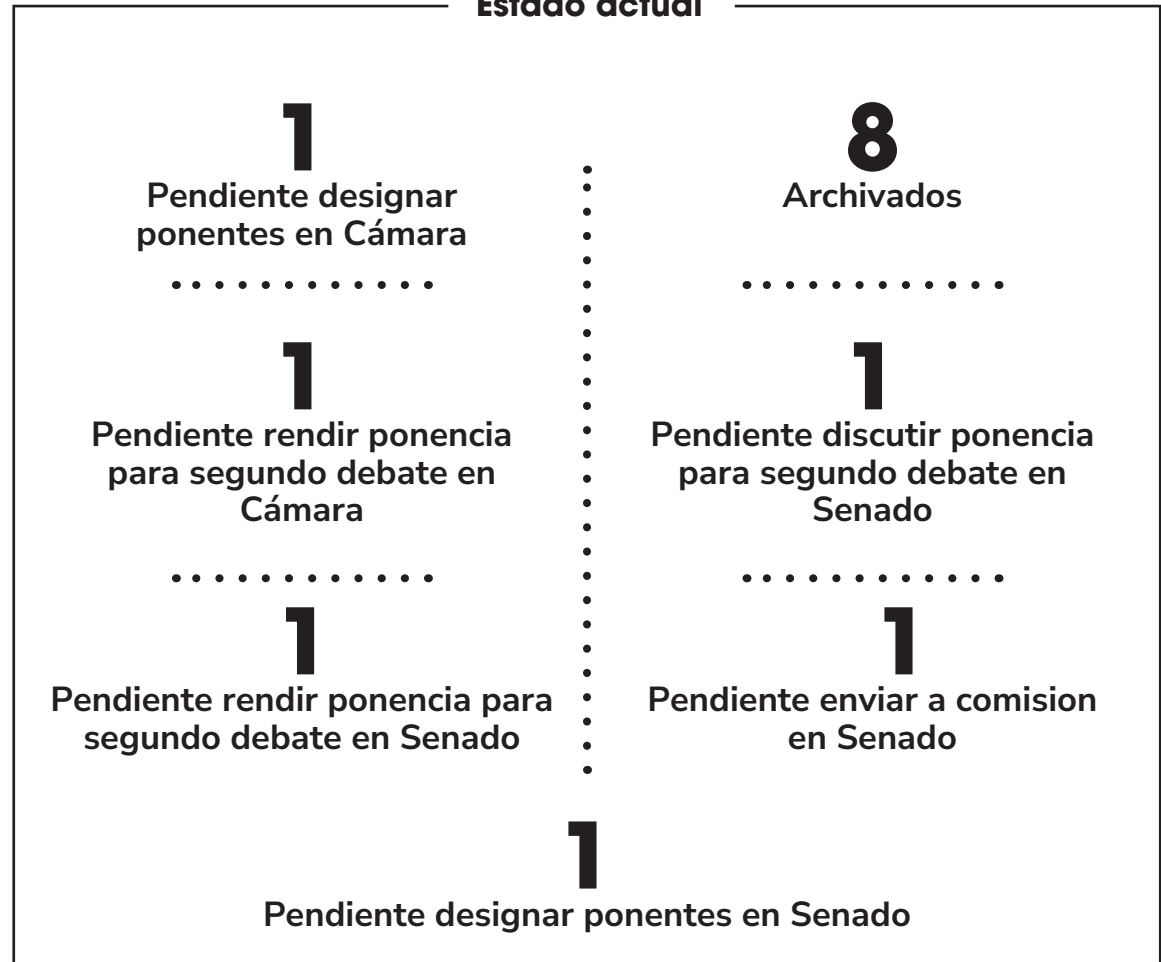 Estado actual
1
Pendiente designar
ponentes en Cámara
8
Archivados
1
Pendiente rendir ponencia
para segundo debate en
Cámara
1
Pendiente discutir ponencia
para segundo debate en
Senado
1
Pendiente rendir ponencia para
segundo debate en Senado
1
Pendiente enviar a comision
en Senado
1
Pendiente designar ponentes en Senado